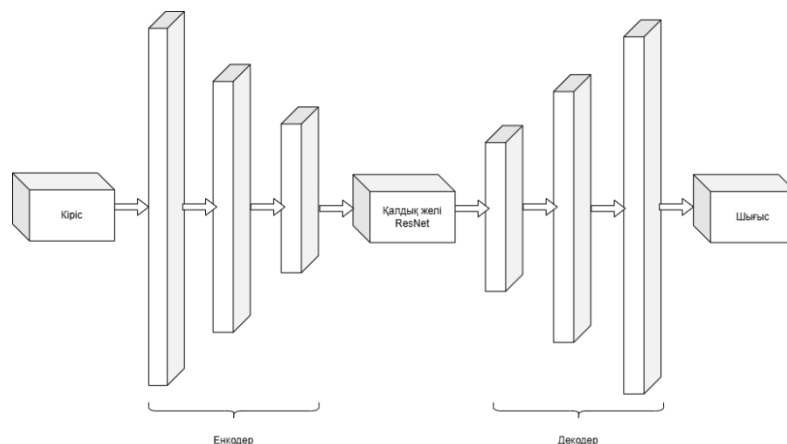 Кіріс
Қалдық желі
ResNet
Шығыс
Енкодер
Декодер